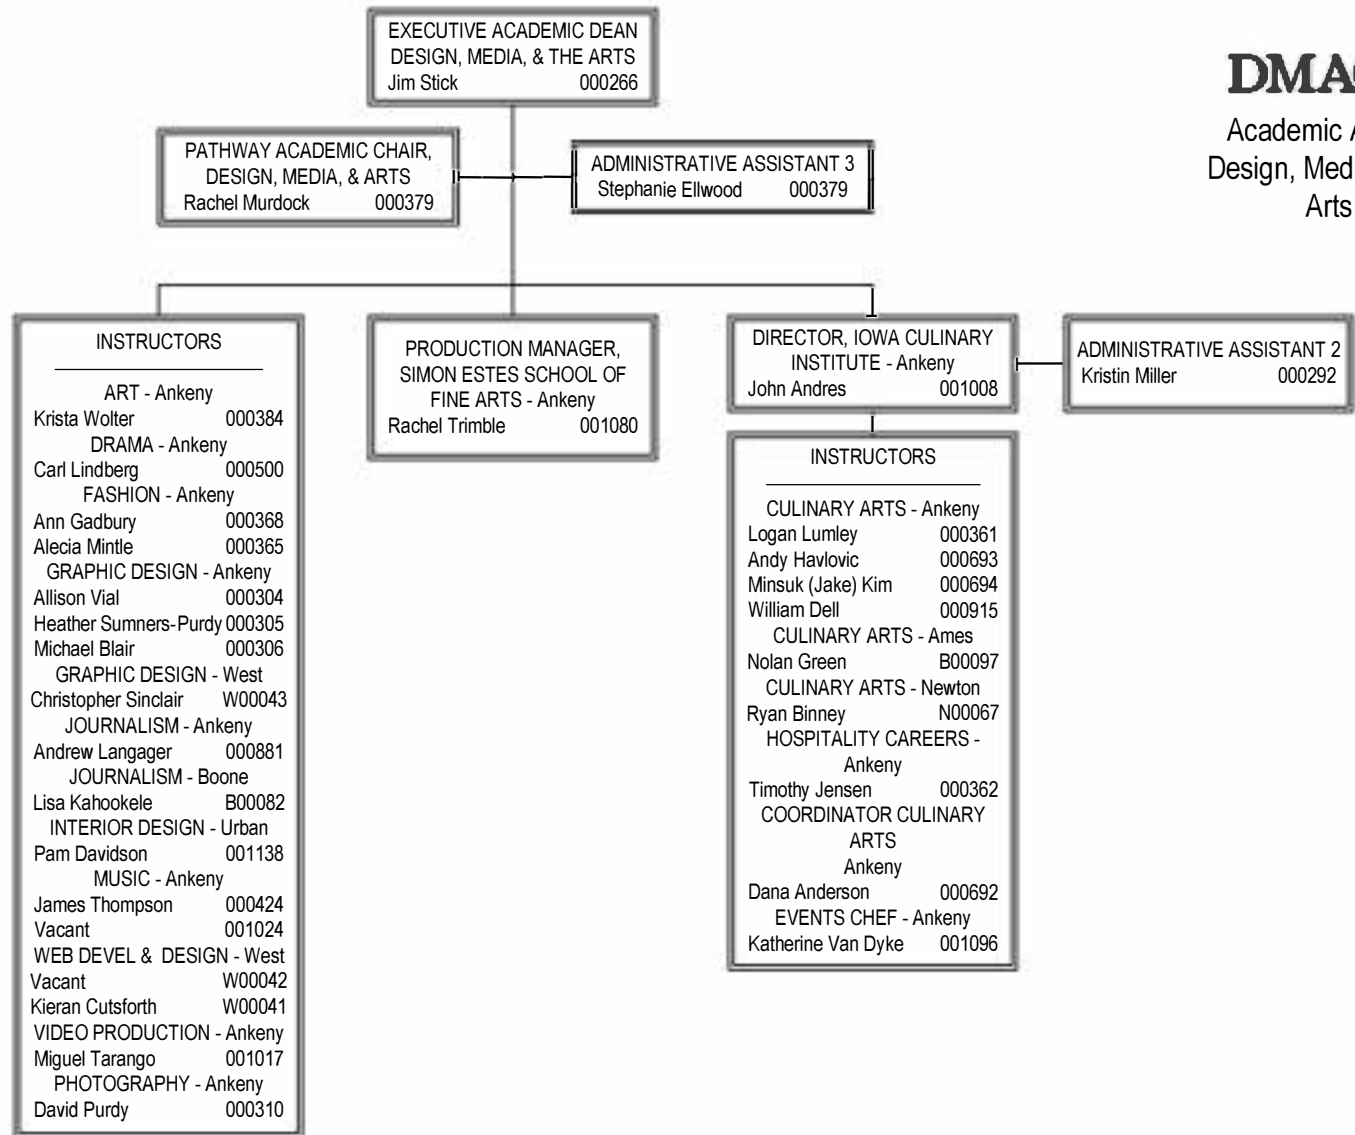 EXECUTIVE ACADEMIC DEAN
DESIGN, MEDIA, & THE ARTS
Jim Stick 000266
Academic
Design,
Arts
PATHWAY ACADEMIC CHAIR,
DESIGN, MEDIA, & ARTS
Rachel Murdock 000379
ADMINISTRATIVE ASSISTANT 3
Stephanie Ellwood 000379
INSTRUCTORS
ART - Ankeny
Krista Wolter 000384
DRAMA - Ankeny
Carl Lindberg 000500
FASHION - Ankeny
Ann Gadbury 000368
Alecia Mintle 000365
GRAPHIC DESIGN - Ankeny
Allison Vial 000304
Heather Sumners-Purdy 000305
Michael Blair 000306
GRAPHIC DESIGN - West
Christopher Sinclair W00043
JOURNALISM - Ankeny
Andrew Langager 000881
JOURNALISM - Boone
Lisa Kahookele B00082
INTERIOR DESIGN - Urban
Pam Davidson 001138
MUSIC - Ankeny
James Thompson 000424
Vacant 001024
WEB DEVEL & DESIGN - West
Vacant W00042
Kieran Cutsforth W00041
VIDEO PRODUCTION - Ankeny
Miguel Tarango 001017
PHOTOGRAPHY - Ankeny
David Purdy 000310
PRODUCTION MANAGER,
SIMON ESTES SCHOOL OF
FINE ARTS - Ankeny
Rachel Trimble 001080
DIRECTOR, IOWA CULINARY
INSTITUTE - Ankeny
John Andres 001008
ADMINISTRATIVE ASSISTANT 2
Kristin Miller 000292
INSTRUCTORS
CULINARY ARTS - Ankeny
Logan Lumley 000361
Andy Havlovic 000693
Minsuk (Jake) Kim 000694
William Dell 000915
CULINARY ARTS - Ames
Nolan Green B00097
CULINARY ARTS - Newton
Ryan Binney N00067
HOSPITALITY CAREERS -
Ankeny
Timothy Jensen 000362
COORDINATOR CULINARY
ARTS
Ankeny
Dana Anderson 000692
EVENTS CHEF - Ankeny
Katherine Van Dyke 001096